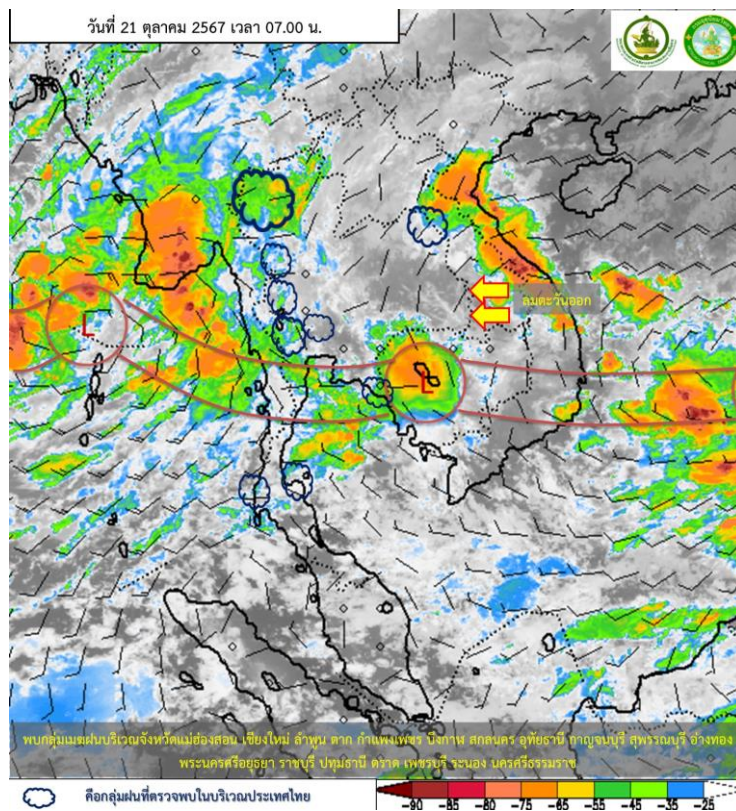 วันที่ 21 ตุลาคม 2567 เวลา 07.00 น.
L
ลมตะวันออก
L
พบกลุ่มเมฆฝนบริเวณจังหวัดแม่ฮ่องสอน เชียงใหม่ ลำพูน ตาก กำแพงเพชร บึงกาฬ สกลนคร อุทัยธานี กาญจนบุรี สุพรรณบุรี อ่างทอง
พระนครศรีอยุธยา ราชบุรี ปทุมธานี ตราด เพชรบุรี ระนอง นครศรีธรรมราช
คือกลุ่มฝนที่ตรวจพบในบริเวณประเทศไทย
-90 -85 -80 -75 -65 -55 -45 -35 -25